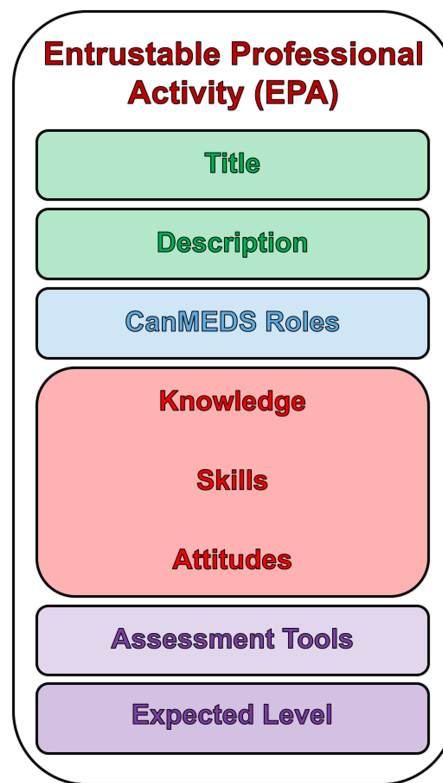 Entrustable Professional
Activity (EPA)
Title
Description
CanMEDS Roles
Knowledge
Skills
Attitudes
Assessment Tools
Expected Level